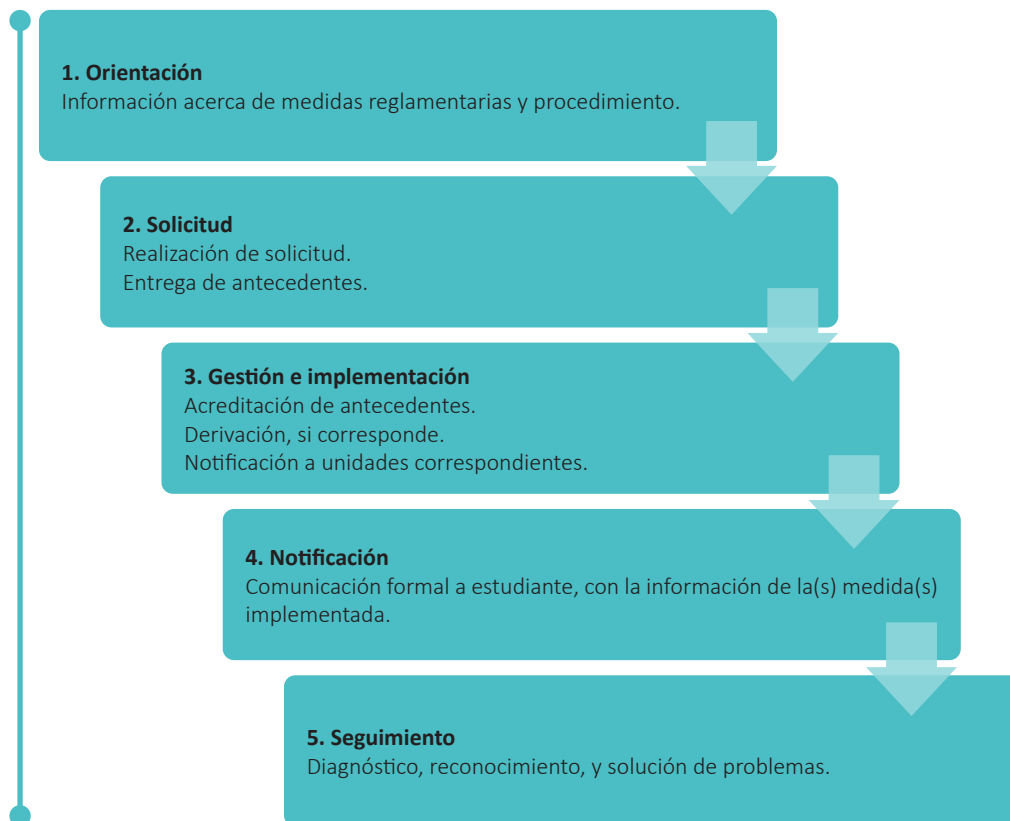 1. Orientación
Información acerca de medidas reglamentarias y procedimiento.
2. Solicitud
Realización de solicitud.
Entrega de antecedentes.
3. Gestión e implementación
Acreditación de antecedentes.
Derivación, si corresponde.
Notificación a unidades correspondientes.
4. Notificación
Comunicación formal a estudiante, con la información de la(s) medida(s)
implementada.
5. Seguimiento
Diagnóstico, reconocimiento, y solución de problemas.